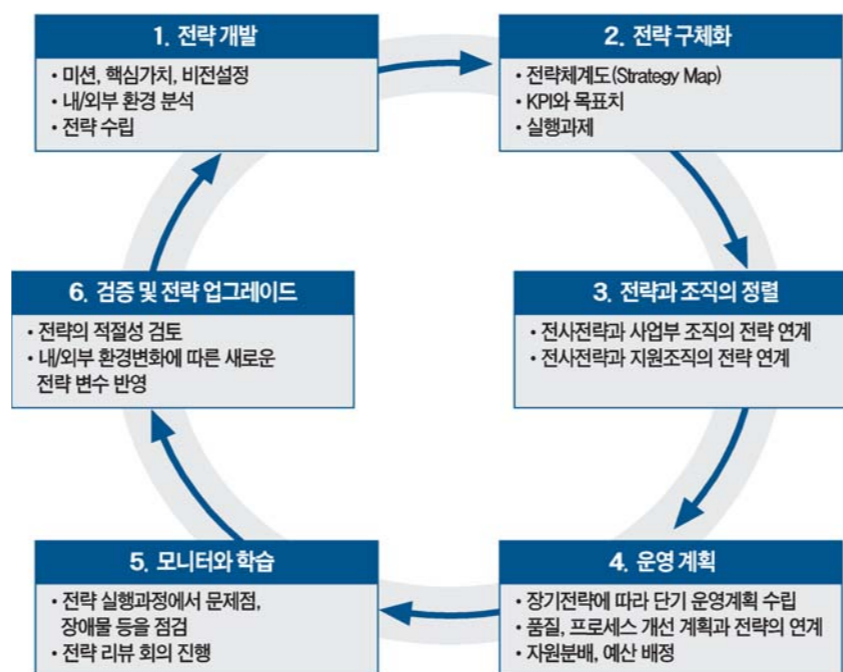 1. 전략 개발
• 미션, 핵심가치, 비전설정
• 내/외부 환경 분석
• 전략 수립
2. 전략 구체화
• 전략체계도(Strategy Map)
• KPI와 목표치
• 실행과제
3. 전략과 조직의 정렬
• 전사전략과 사업부 조직의 전략 연계
• 전사전략과 지원조직의 전략 연계
4. 운영 계획
• 장기전략에 따라 단기 운영계획 수립
• 품질, 프로세스 개선 계획과 전략의 연계
• 자원분배, 예산 배정
5. 모니터와 학습
• 전략 실행과정에서 문제점,
장애물 등을 점검
• 전략 리뷰 회의 진행
6. 검증 및 전략 업그레이드
• 전략의 적절성 검토
• 내/외부 환경변화에 따른 새로운
전략 변수 반영